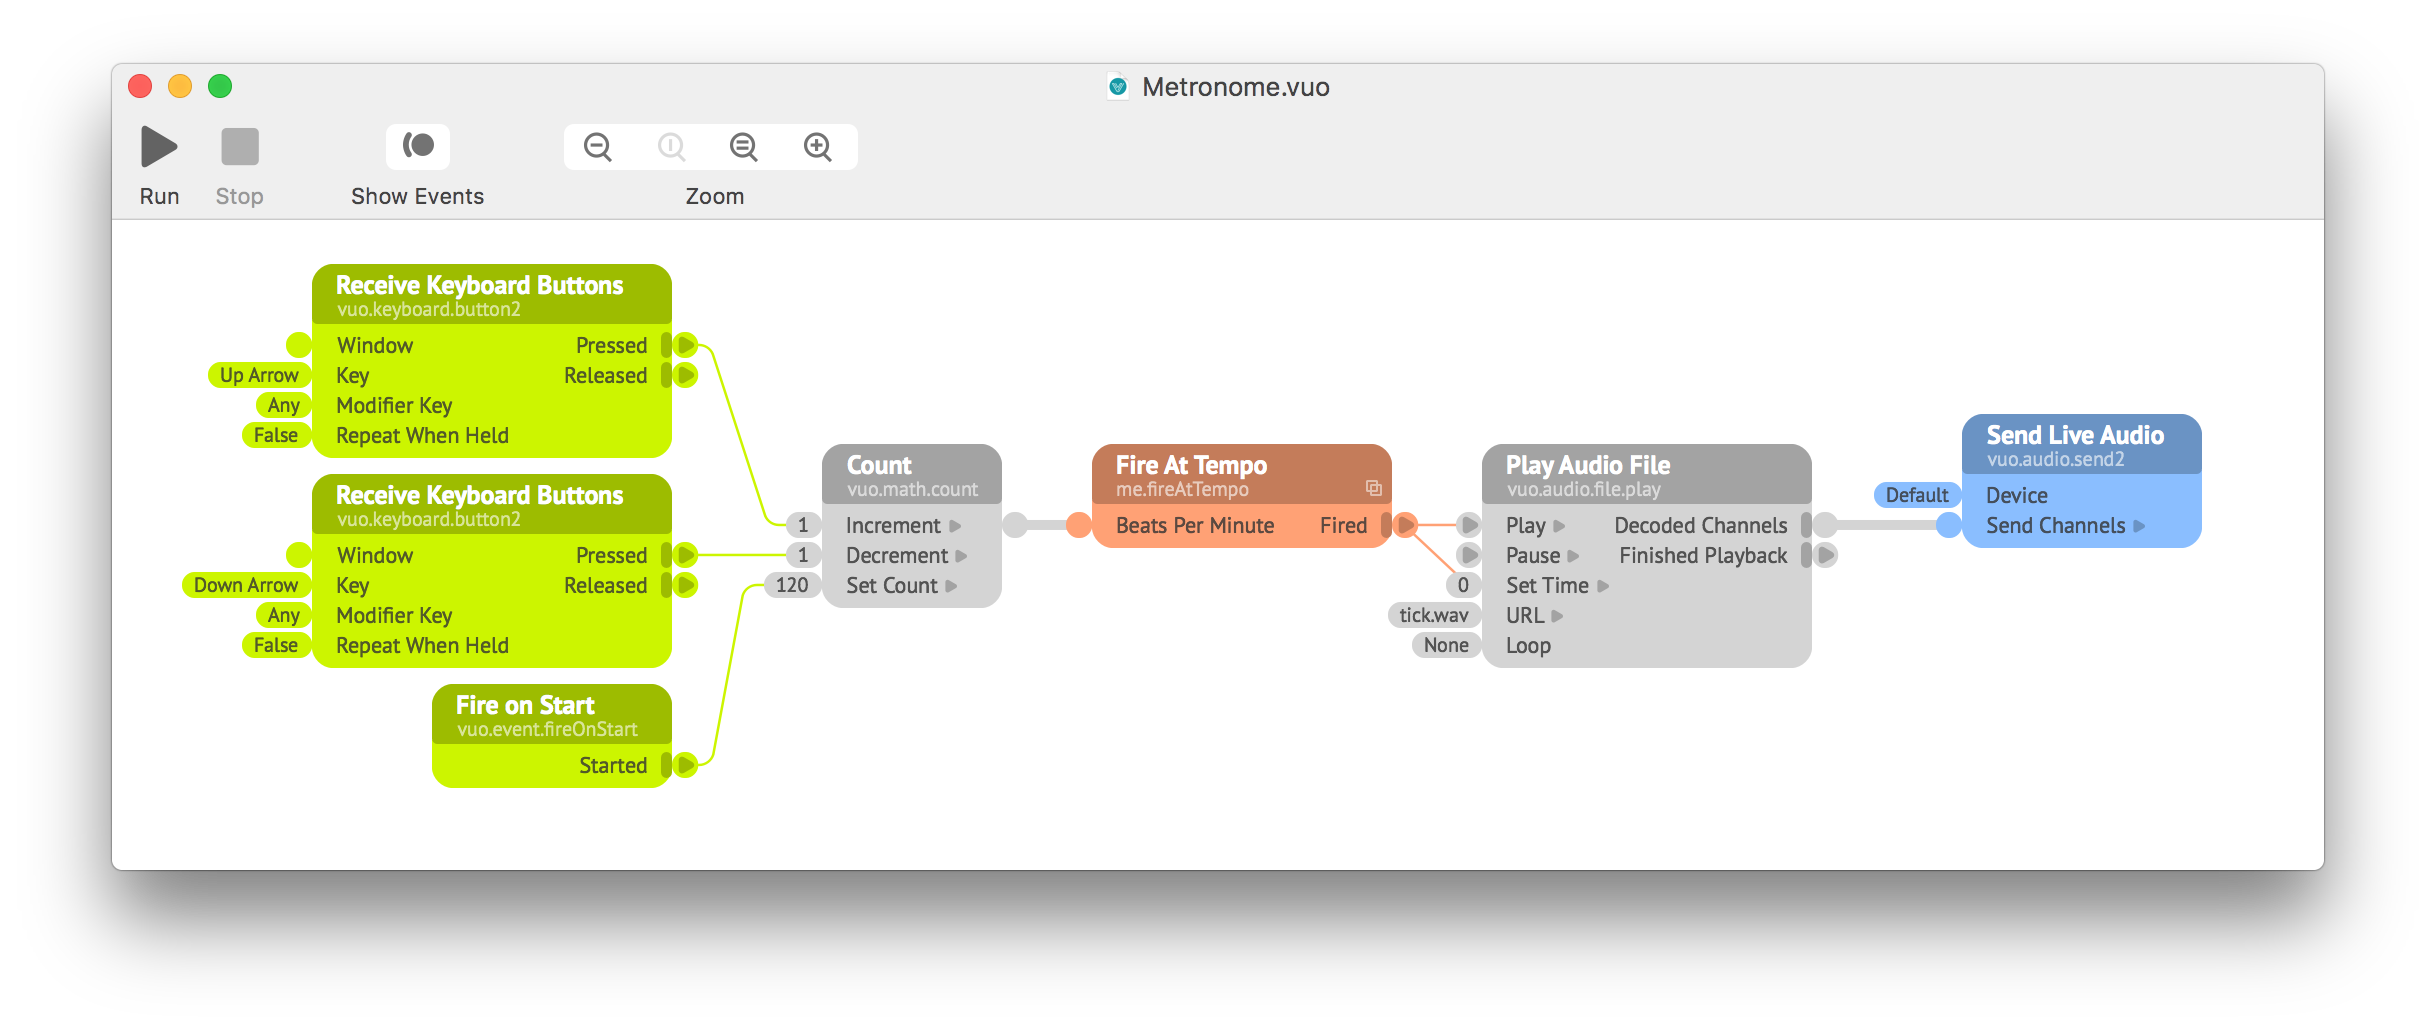 Metronome.vuo
Run
Stop
Show Events
Zoom
Receive Keyboard Buttons
vuo.keyboard.button2
Window Pressed
Up Arrow Key Released
Any Modifier Key
False Repeat When Held
Receive Keyboard Buttons
vuo.keyboard.button2
Window Pressed
Down Arrow Key Released
Any Modifier Key
False Repeat When Held
Fire on Start
vuo.event.fireOnStart
Started
Count
vuo.math.count
1 Increment
1 Decrement
120 Set Count
Fire At Tempo
me.fireAtTempo
Beats Per Minute Fired
Play Audio File
vuo.audio.file.play
Play Decoded Channels
Pause Finished Playback
0 Set Time
tick.wav URL
None Loop
Send Live Audio
vuo.audio.send2
Default Device
Send Channels